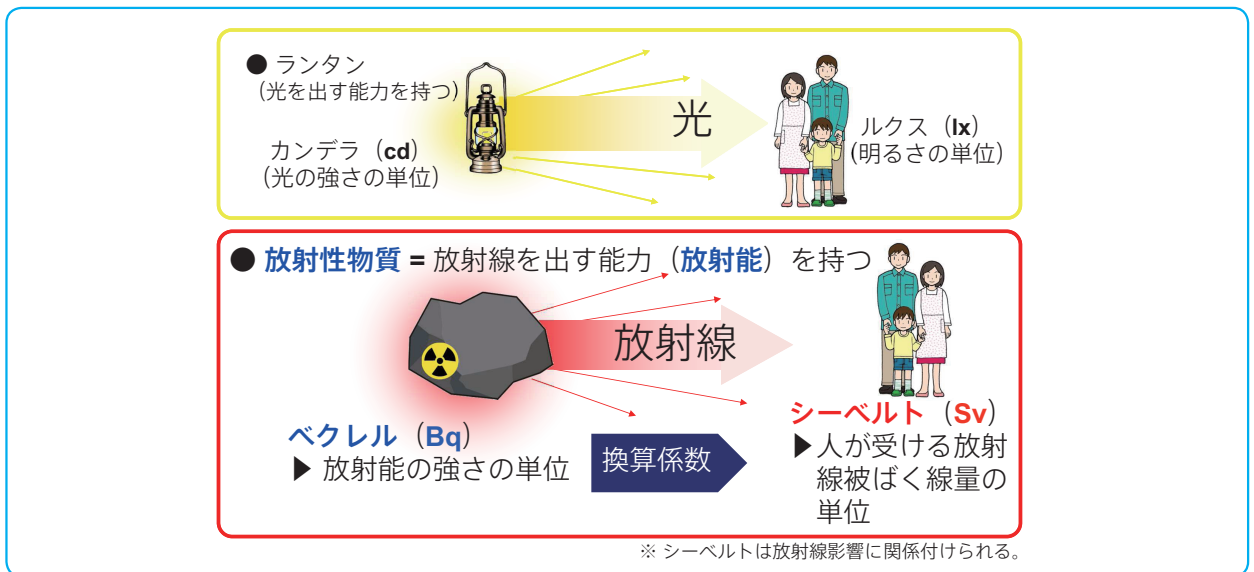 ● ランタン
(光を出す能力を持つ)
カンデラ（cd）
(光の強さの単位)
光
ルクス（lx）
(明るさの単位)
● 放射性物質 = 放射線を出す能力（放射能）を持つ
放射線
ベクレル（Bq）
▶ 放射能の強さの単位
換算係数
シーベルト（Sv）
▶人が受ける放射
線被ばく線量の
単位
※ シーベルトは放射線影響に関係付けられる。